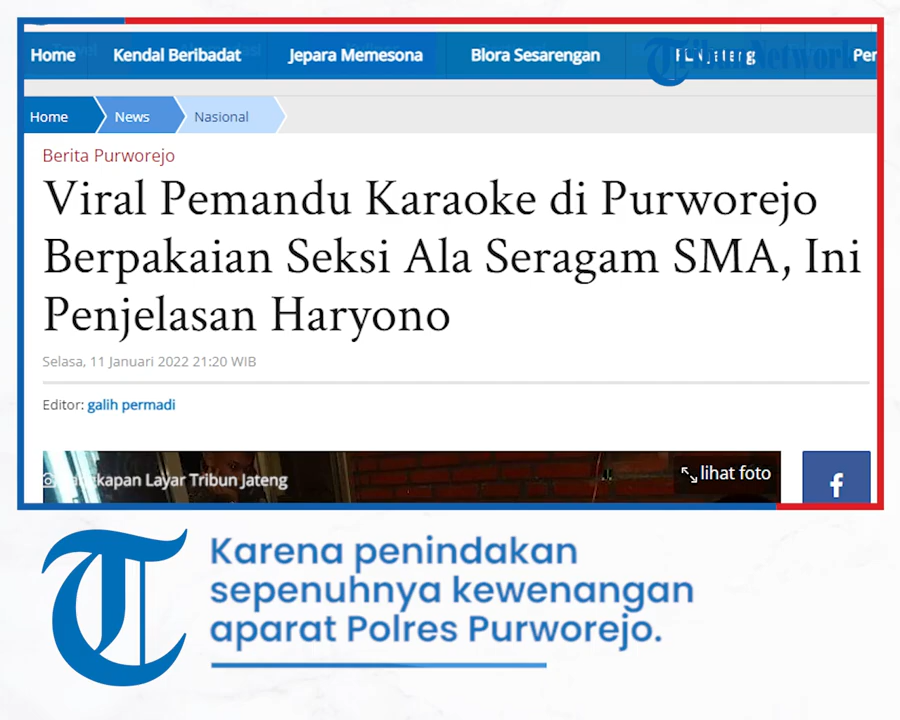 Home Kendal Beribadat Jepara Memesona Blora Sesarengan
Tribun Network
Home News Nasional
Berita Purworejo
Viral Pemandu Karaoke di Purworejo
Berpakaian Seksi Ala Seragam SMA, Ini
Penjelasan Haryono
Selasa, 11 Januari 2022 21:20 WIB
Editor: galih permadi
Layar Tribun Jateng
lihat foto
f
T
Karena penindakan
sepenuhnya kewenangan
aparat Polres Purworejo.